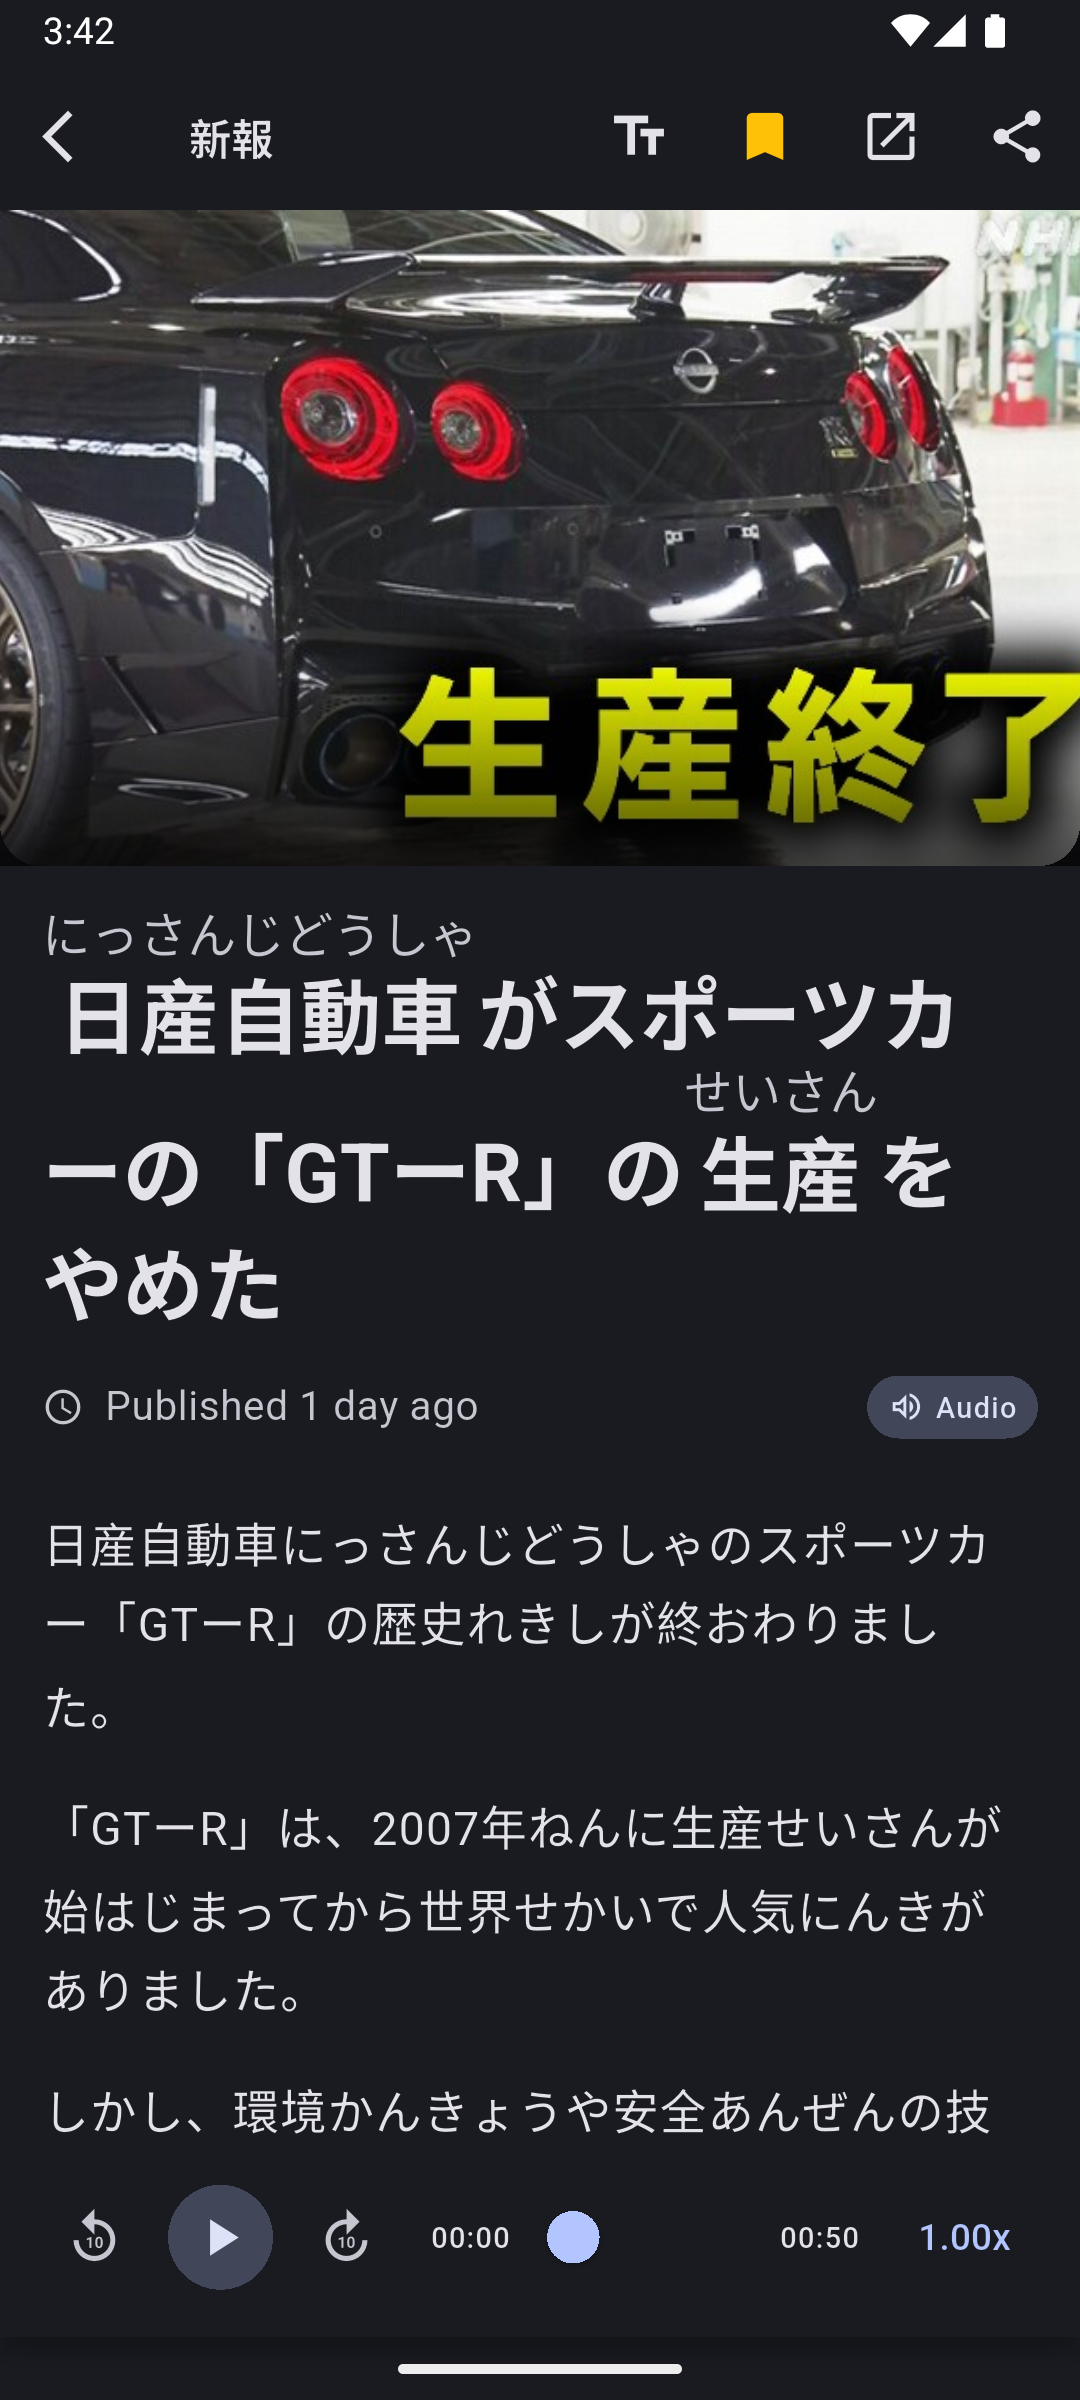 3:42
新報
NH
生産終了
にっさんじどうしゃ
日産自動車 がスポーツカ
せいさん
ーの「GTーR」の 生産 を
やめた
Published 1 day ago
Audio
日産自動車にっさんじどうしゃのスポーツカ
ー「GTーR」の歴史れきしが終おわりまし
た。
「GTーR」は、2007年ねんに生産せいさんが
始はじまってから世界せかいで人気にんきが
ありました。
しかし、環境かんきょうや安全あんぜんの技
10
10
00:00
00:50
1.00x